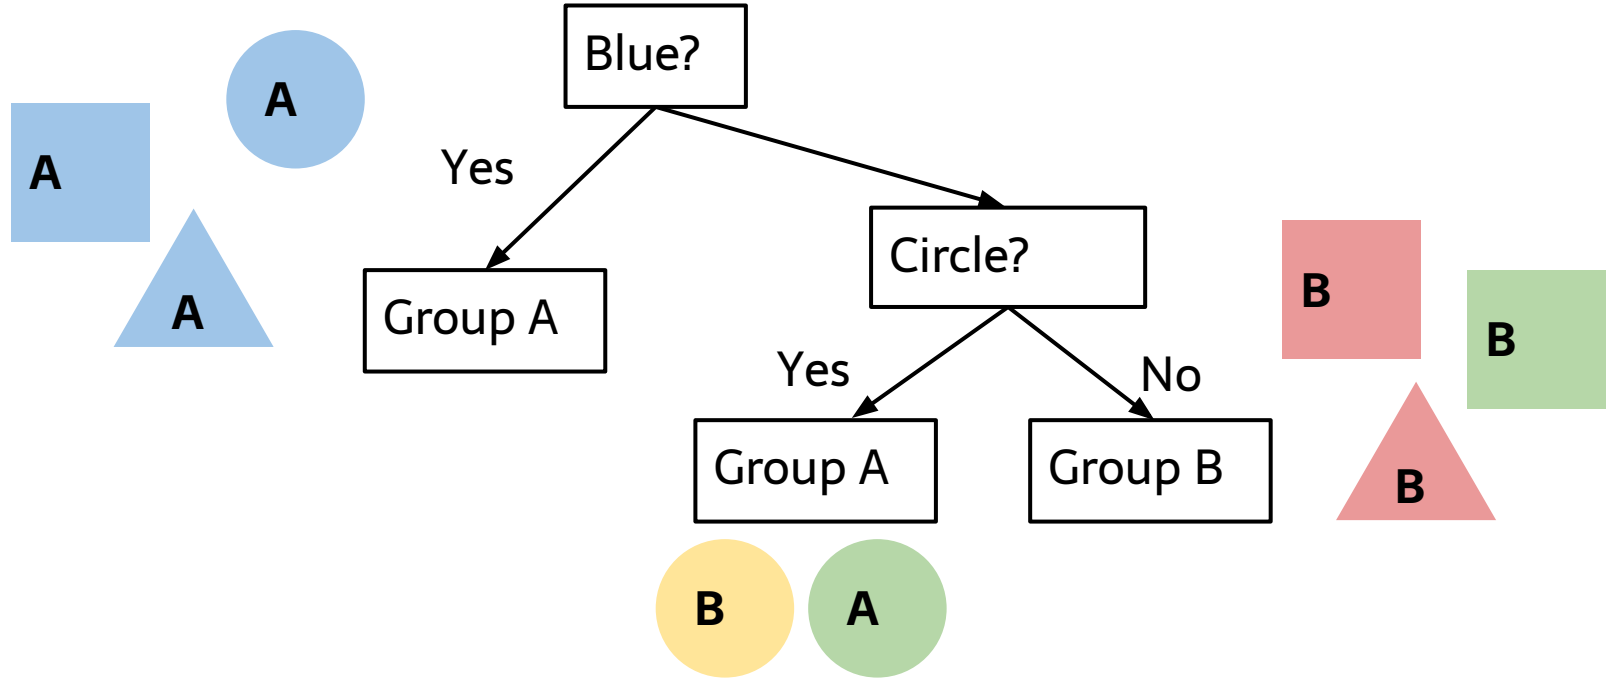 Blue?
A
A
Yes
A
Group A
Circle?
B
B
B
Yes
No
Group A
Group B
B
A